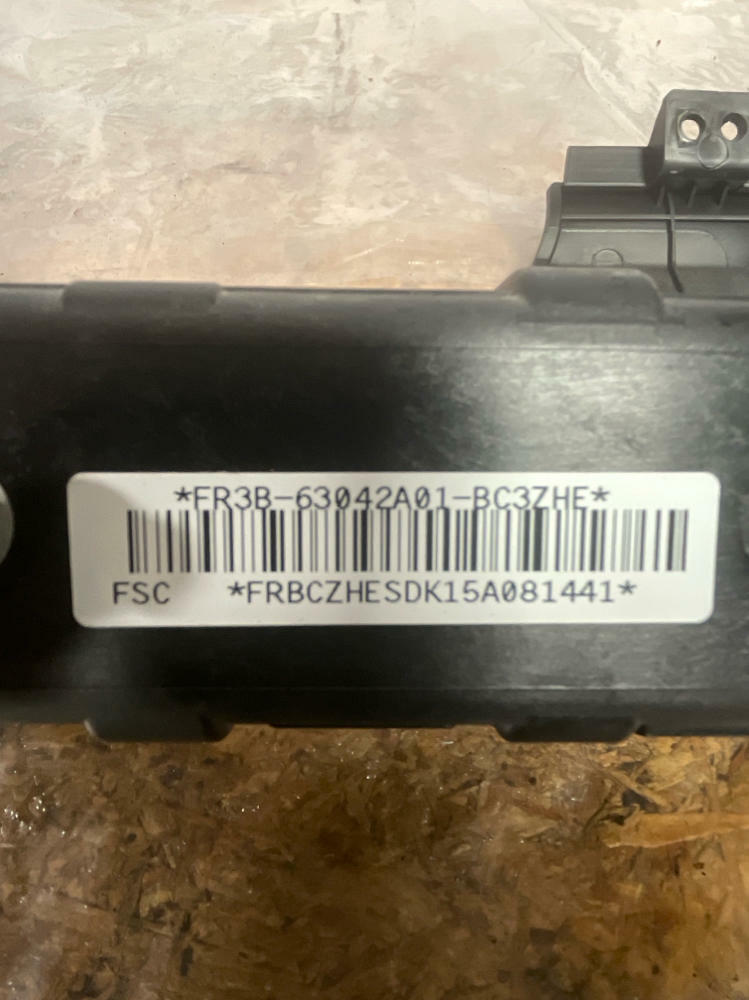 *FR3B-63042A01-BC3ZHE*
FSC *FRBCZHESDK15A081441*